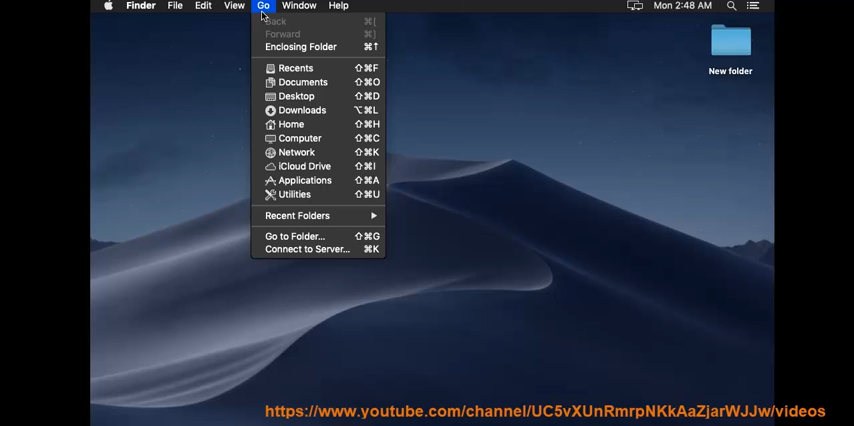 Finder File Edit View Go Window Help Mon 2:48 AM
Back ⌘[
Forward ⌘]
Enclosing Folder ⌘↑
Recents ⇧⌘F
Documents ⇧⌘O
Desktop ⇧⌘D
Downloads ⌥⌘L
Home ⇧⌘H
Computer ⇧⌘C
Network ⇧⌘K
iCloud Drive ⇧⌘I
Applications ⇧⌘A
Utilities ⇧⌘U
Recent Folders
Go to Folder... ⇧⌘G
Connect to Server... ⌘K
New folder
https://www.youtube.com/channel/UC5vXUnRmrpNKkAaZjarWJJw/videos